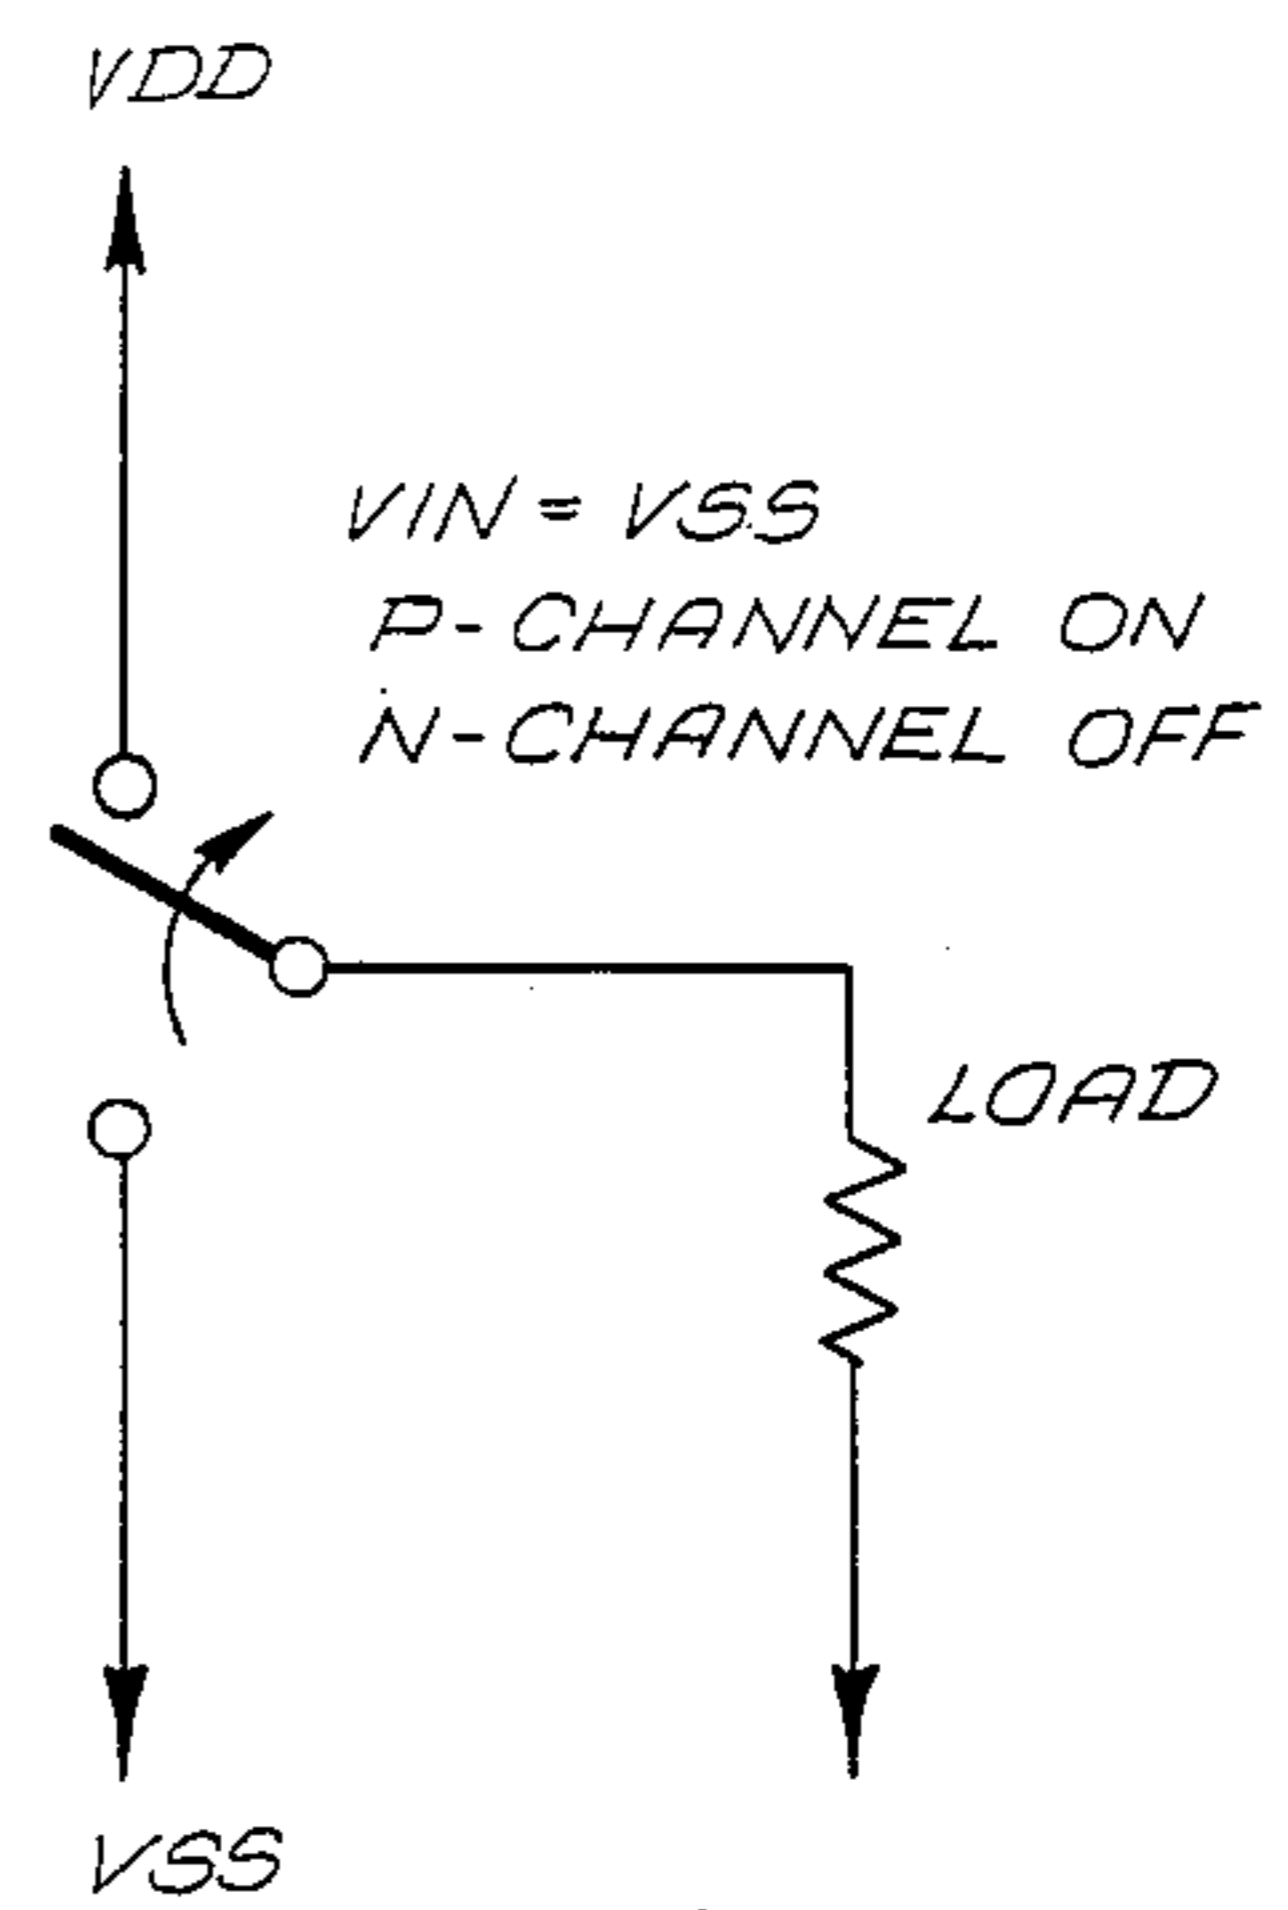 VDD
VIN = VSS
P-CHANNEL ON
N-CHANNEL OFF
LOAD
VSS